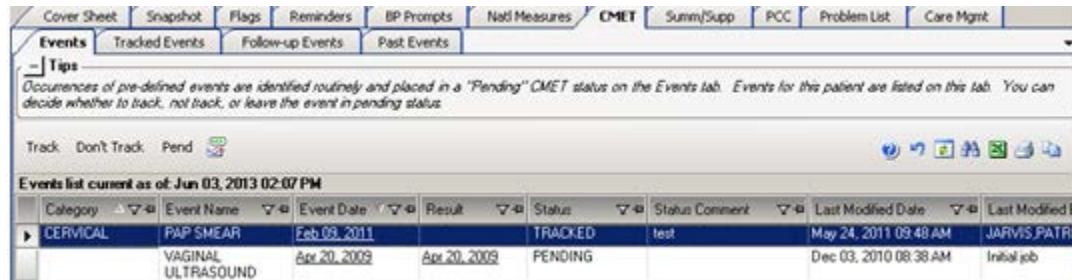 Cover Sheet Snapshot Flags Reminders BP Prompts Natl Measures CMET Summ/Supp PCC Problem List Care Mgmt
Events Tracked Events Follow-up Events Past Events
Tips
Occurrences of pre-defined events are identified routinely and placed in a "Pending" CMET status on the Events tab. Events for this patient are listed on this tab. You can
decide whether to track, not track, or leave the event in pending status.
Track Don't Track Pend
Events list current as of: Jun 03, 2013 02:07 PM
Category Event Name Event Date Result Status Status Comment Last Modified Date Last Modified
CERVICAL PAP SMEAR Feb 09, 2011 TRACKED test May 24, 2011 09:48 AM JARVIS,PATR
VAGINAL Apr 20, 2009 Apr 20, 2009 PENDING Dec 03, 2010 08:38 AM Initial job
ULTRASOUND